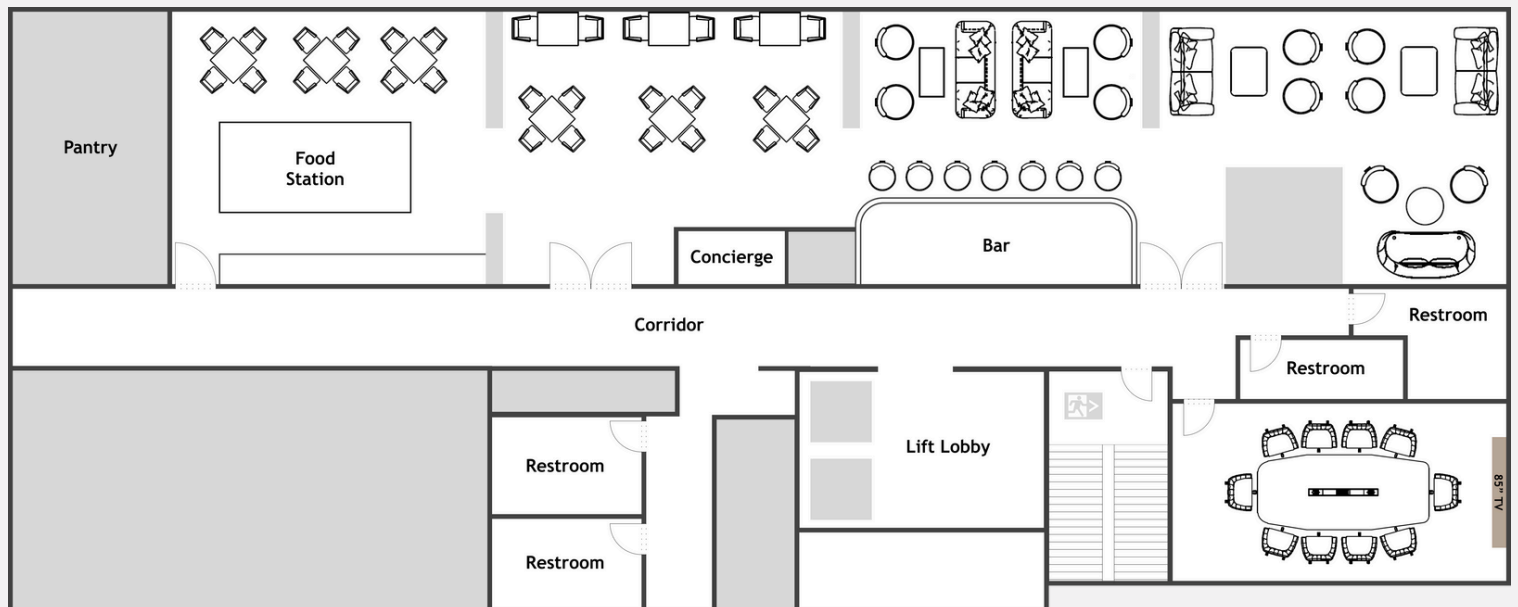 Pantry
Food
Station
Concierge
Bar
Corridor
Restroom
Restroom
Lift Lobby
Restroom
Restroom
85" TV